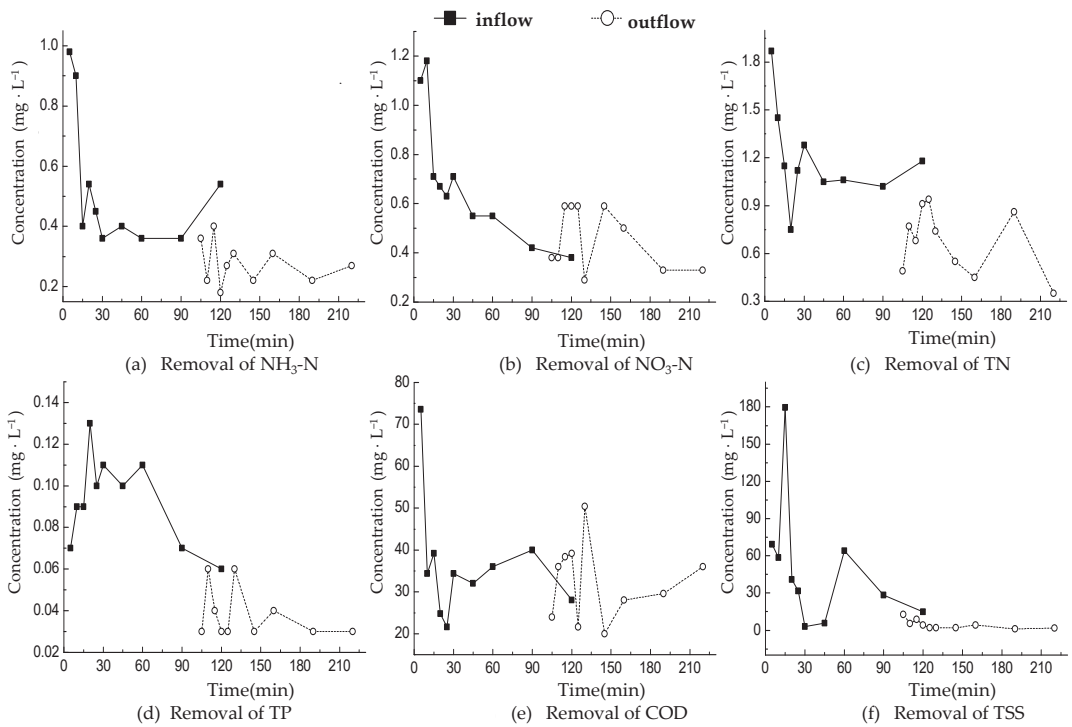 inflow outflow
Concentration (mg · L⁻¹)
1.0
0.8
0.6
0.4
0.2
0 30 60 90 120 150 180 210
Time(min)
(a) Removal of NH₃-N
Concentration (mg · L⁻¹)
1.2
1.0
0.8
0.6
0.4
0.2
0 30 60 90 120 150 180 210
Time(min)
(b) Removal of NO₃-N
Concentration (mg · L⁻¹)
1.8
1.5
1.2
0.9
0.6
0.3
0 30 60 90 120 150 180 210
Time(min)
(c) Removal of TN
Concentration (mg · L⁻¹)
0.14
0.12
0.10
0.08
0.06
0.04
0.02
0 30 60 90 120 150 180 210
Time(min)
(d) Removal of TP
Concentration (mg · L⁻¹)
80
70
60
50
40
30
20
0 30 60 90 120 150 180 210
Time(min)
(e) Removal of COD
Concentration (mg · L⁻¹)
180
150
120
90
60
30
0
0 30 60 90 120 150 180 210
Time(min)
(f) Removal of TSS